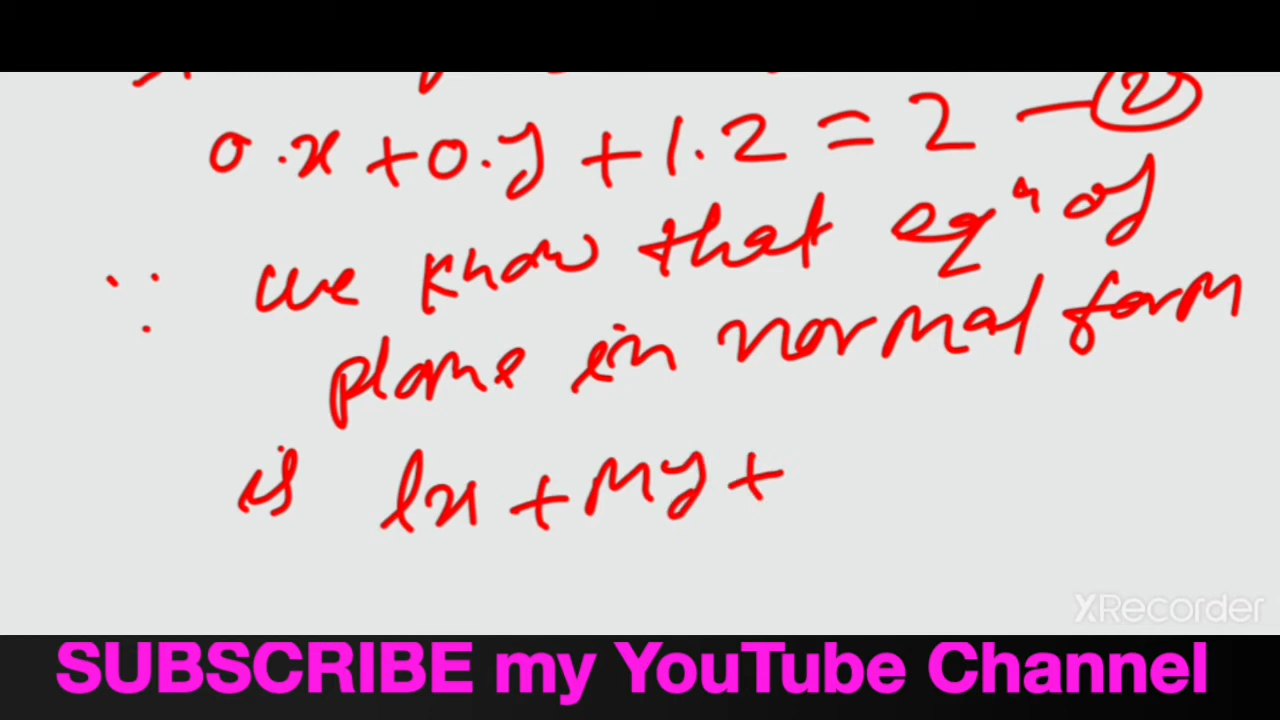 0.x + 0.y + 1.2 = 2 — ②
∵ we know that eqn of
plane in normal form
is lx + my +
XRecorder
SUBSCRIBE my YouTube Channel